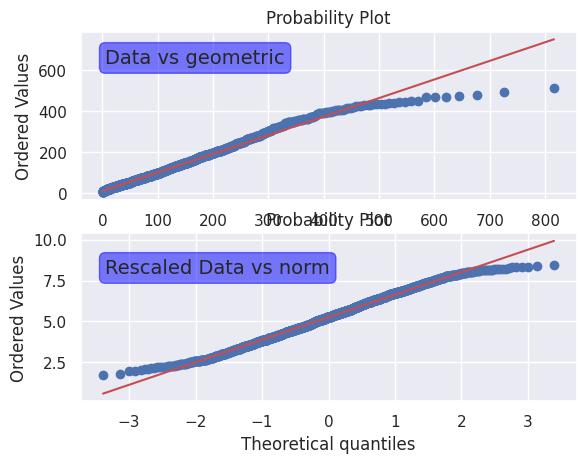 Probability Plot
Data vs geometric
Ordered Values
600
400
200
0
0 100 200 300 400 500 600 700 800
Probability Plot
Rescaled Data vs norm
Ordered Values
10.0
7.5
5.0
2.5
−3 −2 −1 0 1 2 3
Theoretical quantiles